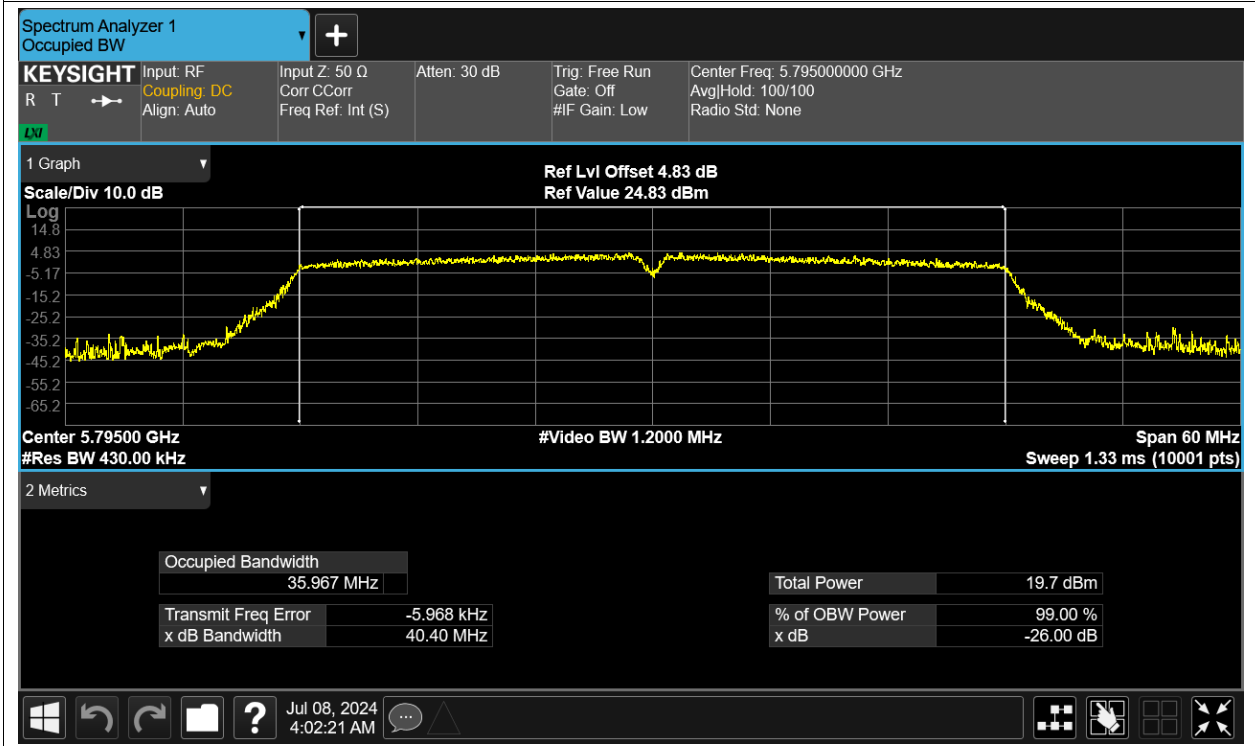 Spectrum Analyzer 1
Occupied BW
KEYSIGHT
R T
LXI
Input: RF
Coupling: DC
Align: Auto
Input Z: 50 Ω
Corr CCorr
Freq Ref: Int (S)
Atten: 30 dB
Trig: Free Run
Gate: Off
#IF Gain: Low
Center Freq: 5.795000000 GHz
Avg|Hold: 100/100
Radio Std: None
1 Graph
Scale/Div 10.0 dB
Ref Lvl Offset 4.83 dB
Ref Value 24.83 dBm
Log
14.8
4.83
-5.17
-15.2
-25.2
-35.2
-45.2
-55.2
-65.2
Center 5.79500 GHz
#Video BW 1.2000 MHz
Span 60 MHz
#Res BW 430.00 kHz
Sweep 1.33 ms (10001 pts)
2 Metrics
Occupied Bandwidth
35.967 MHz
Total Power 19.7 dBm
Transmit Freq Error -5.968 kHz
% of OBW Power 99.00 %
x dB Bandwidth 40.40 MHz
x dB -26.00 dB
?
Jul 08, 2024
4:02:21 AM